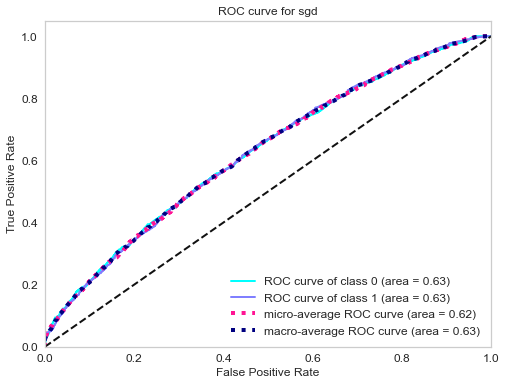 ROC curve for sgd
1.0
0.8
0.6
0.4
0.2
0.0
True Positive Rate
ROC curve of class 0 (area = 0.63)
ROC curve of class 1 (area = 0.63)
micro-average ROC curve (area = 0.62)
macro-average ROC curve (area = 0.63)
0.0 0.2 0.4 0.6 0.8 1.0
False Positive Rate